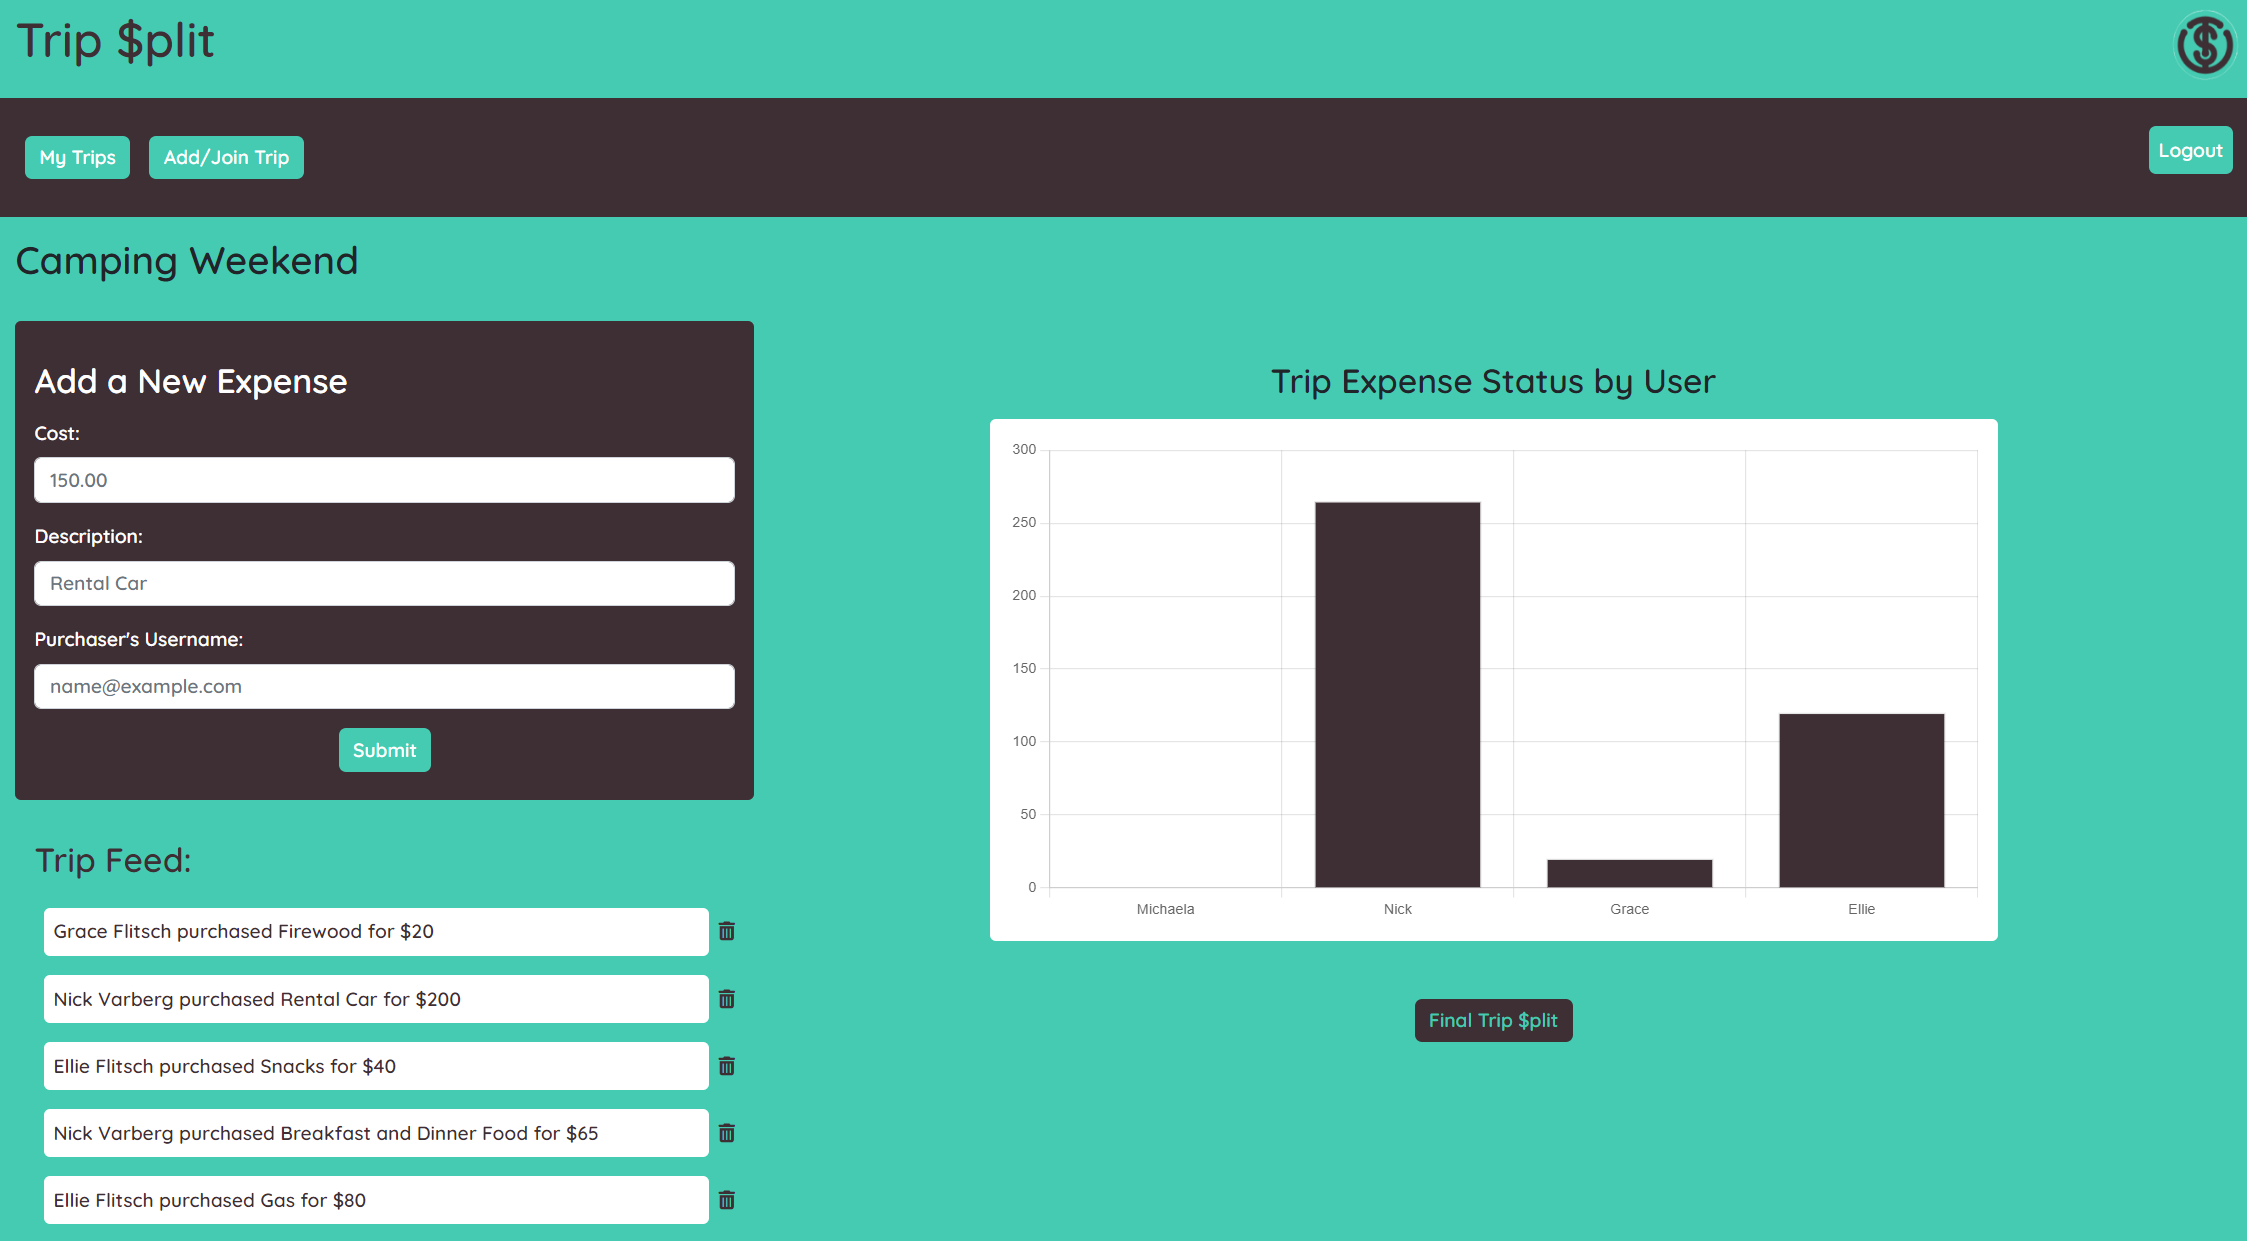 Trip $plit
My Trips
Add/Join Trip
Logout
Camping Weekend
Add a New Expense
Cost:
150.00
Description:
Rental Car
Purchaser's Username:
name@example.com
Submit
Trip Feed:
Grace Flitsch purchased Firewood for $20
Nick Varberg purchased Rental Car for $200
Ellie Flitsch purchased Snacks for $40
Nick Varberg purchased Breakfast and Dinner Food for $65
Ellie Flitsch purchased Gas for $80
Trip Expense Status by User
300
250
200
150
100
50
0
Michaela
Nick
Grace
Ellie
Final Trip $plit